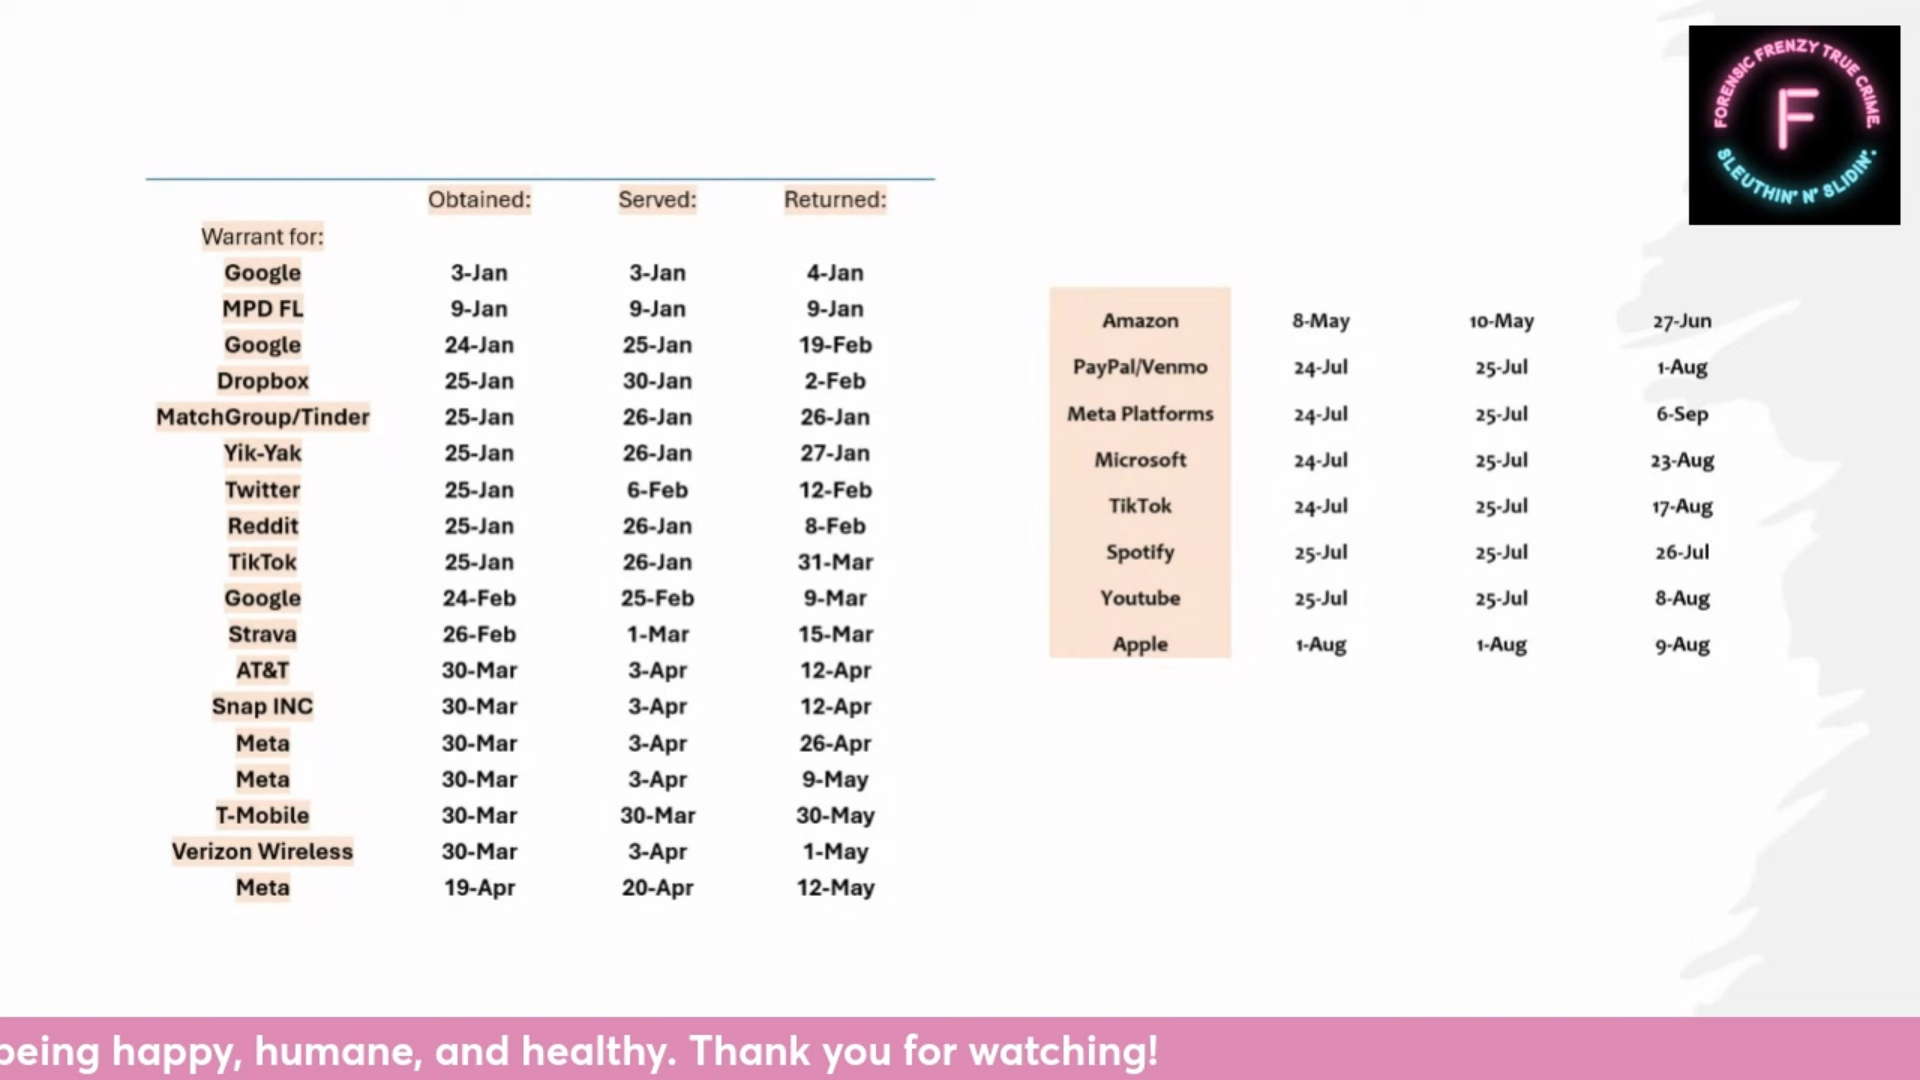 FORENSIC FRENZY TRUE CRIME.
F
SLEUTHIN' N' SLIDIN'.
Obtained: Served: Returned:
Warrant for:
Google 3-Jan 3-Jan 4-Jan
MPD FL 9-Jan 9-Jan 9-Jan
Google 24-Jan 25-Jan 19-Feb
Dropbox 25-Jan 30-Jan 2-Feb
MatchGroup/Tinder 25-Jan 26-Jan 26-Jan
Yik-Yak 25-Jan 26-Jan 27-Jan
Twitter 25-Jan 6-Feb 12-Feb
Reddit 25-Jan 26-Jan 8-Feb
TikTok 25-Jan 26-Jan 31-Mar
Google 24-Feb 25-Feb 9-Mar
Strava 26-Feb 1-Mar 15-Mar
AT&T 30-Mar 3-Apr 12-Apr
Snap INC 30-Mar 3-Apr 12-Apr
Meta 30-Mar 3-Apr 26-Apr
Meta 30-Mar 3-Apr 9-May
T-Mobile 30-Mar 30-Mar 30-May
Verizon Wireless 30-Mar 3-Apr 1-May
Meta 19-Apr 20-Apr 12-May
Amazon 8-May 10-May 27-Jun
PayPal/Venmo 24-Jul 25-Jul 1-Aug
Meta Platforms 24-Jul 25-Jul 6-Sep
Microsoft 24-Jul 25-Jul 23-Aug
TikTok 24-Jul 25-Jul 17-Aug
Spotify 25-Jul 25-Jul 26-Jul
Youtube 25-Jul 25-Jul 8-Aug
Apple 1-Aug 1-Aug 9-Aug
being happy, humane, and healthy. Thank you for watching!